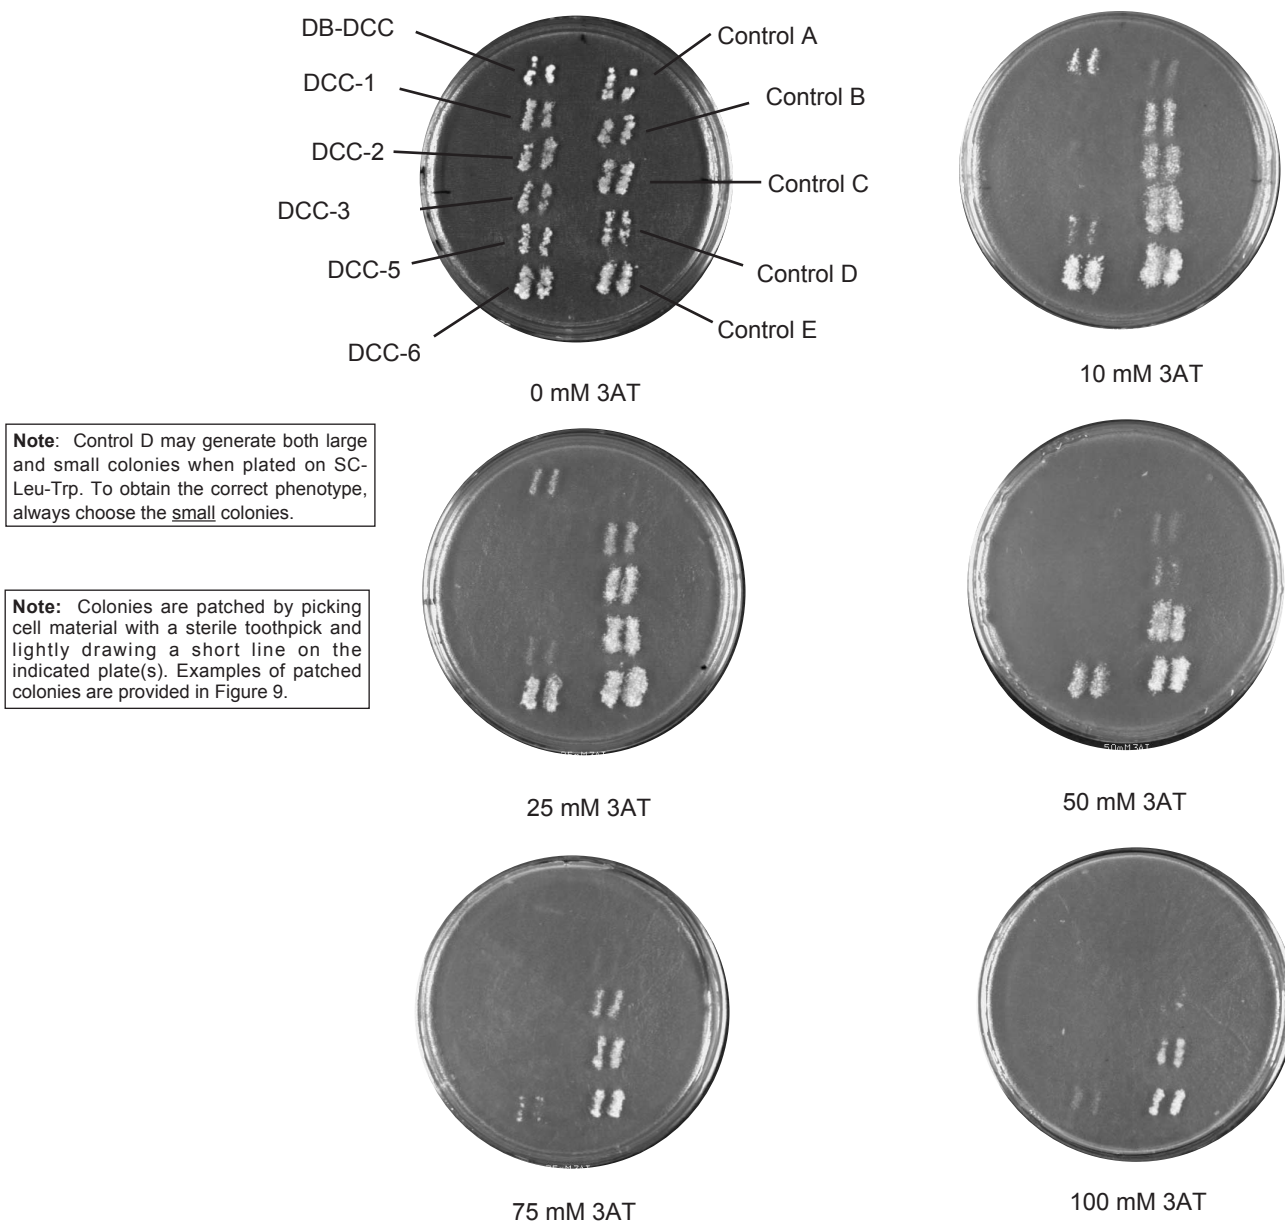 DB-DCC
DCC-1
DCC-2
DCC-3
DCC-5
DCC-6
Control A
Control B
Control C
Control D
Control E
0 mM 3AT
10 mM 3AT
Note: Control D may generate both large
and small colonies when plated on SC-
Leu-Trp. To obtain the correct phenotype,
always choose the small colonies.
Note: Colonies are patched by picking
cell material with a sterile toothpick and
lightly drawing a short line on the
indicated plate(s). Examples of patched
colonies are provided in Figure 9.
25 mM 3AT
50mM3AT
50 mM 3AT
75 mM 3AT
100 mM 3AT